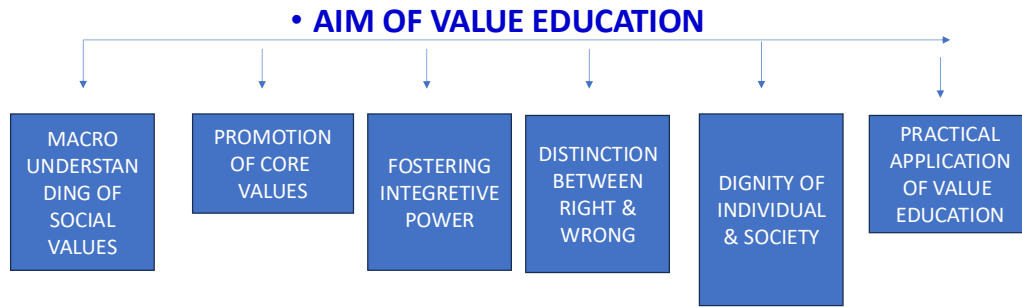 • AIM OF VALUE EDUCATION
MACRO
UNDERSTAN
DING OF
SOCIAL
VALUES
PROMOTION
OF CORE
VALUES
FOSTERING
INTEGRETIVE
POWER
DISTINCTION
BETWEEN
RIGHT &
WRONG
DIGNITY OF
INDIVIDUAL
& SOCIETY
PRACTICAL
APPLICATION
OF VALUE
EDUCATION